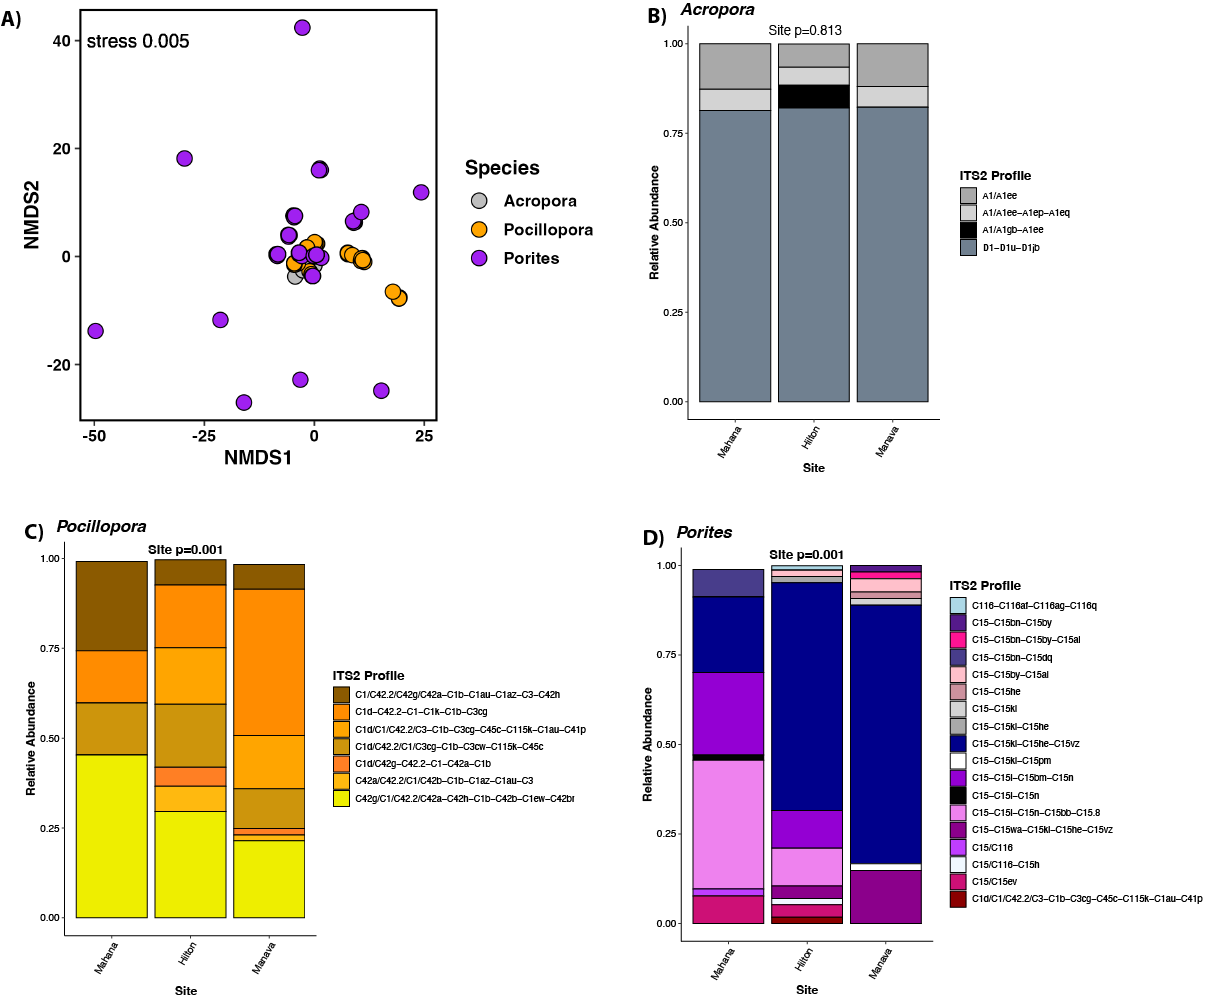 A)
stress 0.005
40
20
0
-20
-50
-25
0
25
NMDS2
NMDS1
Species
Acropora
Pocillopora
Porites
B) Acropora
Site p=0.813
1.00
0.75
0.50
0.25
0.00
Relative Abundance
Mahana
Hilton
Manava
Site
ITS2 Profile
A1/A1ee
A1/A1ee-A1ep-A1eq
A1/A1gb-A1ee
D1-D1u-D1jb
C) Pocillopora
Site p=0.001
1.00
0.75
0.50
0.25
0.00
Relative Abundance
Mahana
Hilton
Manava
Site
ITS2 Profile
C1/C42.2/C42g/C42a-C1b-C1au-C1az-C3-C42h
C1d-C42.2-C1-C1k-C1b-C3cg
C1d/C1/C42.2/C3-C1b-C3cg-C45c-C115k-C1au-C41p
C1d/C42.2/C1/C3cg-C1b-C3cw-C115k-C45c
C1d/C42g-C42.2-C1-C42a-C1b
C42a/C42.2/C1/C42b-C1b-C1az-C1au-C3
C42g/C1/C42.2/C42a-C42h-C1b-C42b-C1ew-C42br
D) Porites
Site p=0.001
1.00
0.75
0.50
0.25
0.00
Relative Abundance
Mahana
Hilton
Manava
Site
ITS2 Profile
C116-C116af-C116ag-C116q
C15-C15bn-C15by
C15-C15bn-C15by-C15al
C15-C15bn-C15dq
C15-C15by-C15al
C15-C15he
C15-C15kl
C15-C15kl-C15he
C15-C15kl-C15he-C15vz
C15-C15kl-C15pm
C15-C15l-C15bm-C15n
C15-C15l-C15n
C15-C15l-C15n-C15bb-C15.8
C15-C15wa-C15kl-C15he-C15vz
C15/C116
C15/C116-C15h
C15/C15ev
C1d/C1/C42.2/C3-C1b-C3cg-C45c-C115k-C1au-C41p